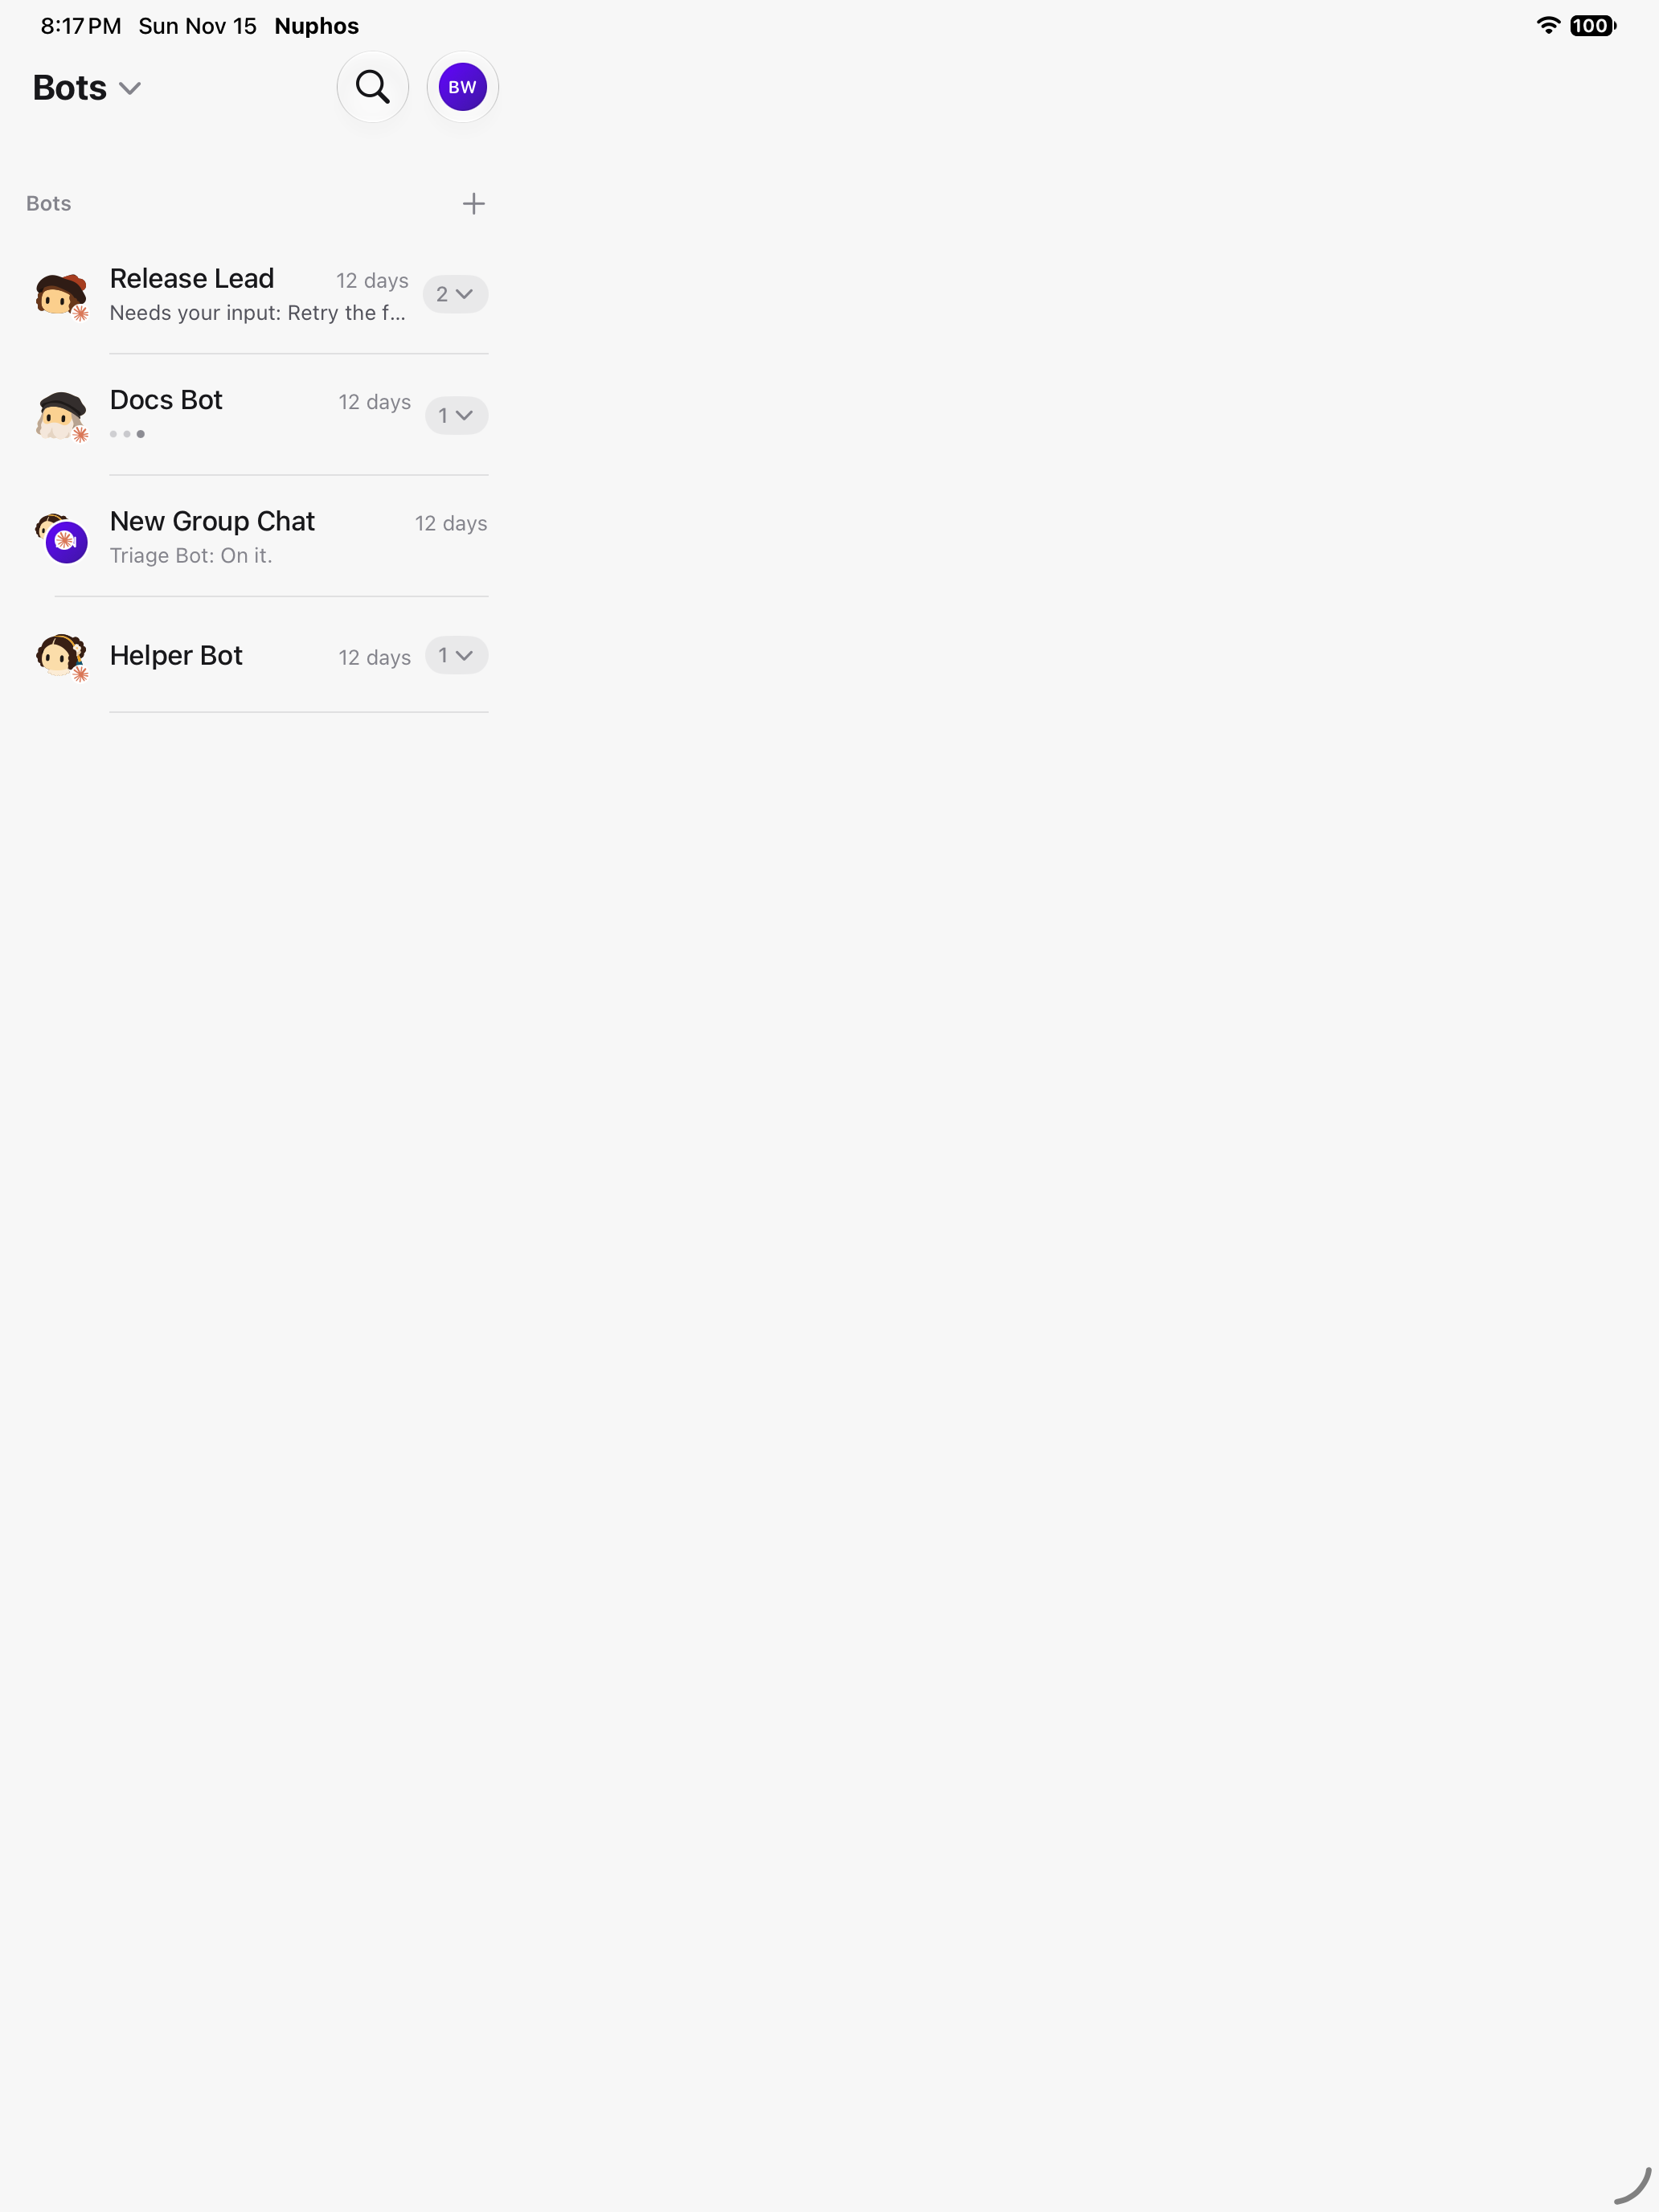 8:17 PM Sun Nov 15 Nuphos
100
Bots
BW
Bots
Release Lead 12 days 2
Needs your input: Retry the f...
Docs Bot 12 days 1
New Group Chat 12 days
Triage Bot: On it.
Helper Bot 12 days 1